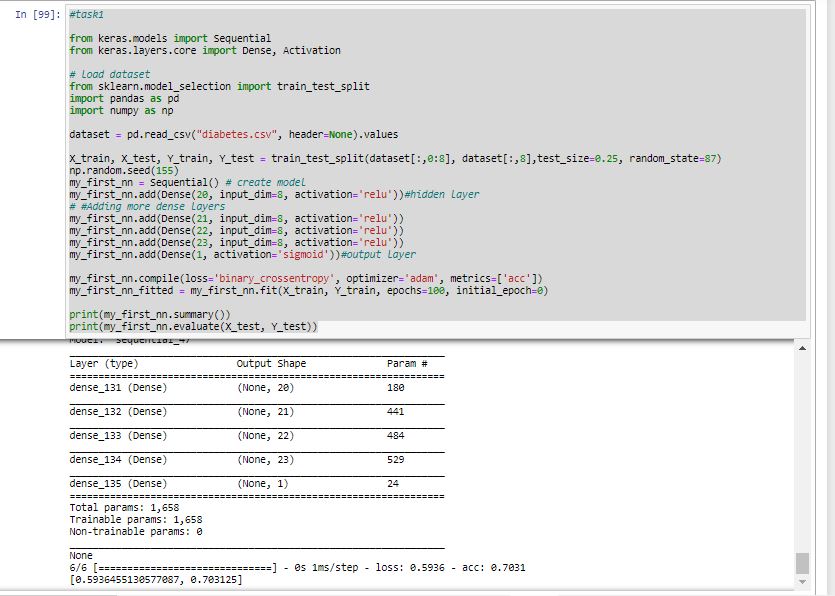 In [99]: #task1
from keras.models import Sequential
from keras.layers.core import Dense, Activation
# Load dataset
from sklearn.model_selection import train_test_split
import pandas as pd
import numpy as np
dataset = pd.read_csv("diabetes.csv", header=None).values
X_train, X_test, Y_train, Y_test = train_test_split(dataset[:,0:8], dataset[:,8],test_size=0.25, random_state=87)
np.random.seed(155)
my_first_nn = Sequential() # create model
my_first_nn.add(Dense(20, input_dim=8, activation='relu'))#hidden layer
# #Adding more dense layers
my_first_nn.add(Dense(21, input_dim=8, activation='relu'))
my_first_nn.add(Dense(22, input_dim=8, activation='relu'))
my_first_nn.add(Dense(23, input_dim=8, activation='relu'))
my_first_nn.add(Dense(1, activation='sigmoid'))#output layer
my_first_nn.compile(loss='binary_crossentropy', optimizer='adam', metrics=['acc'])
my_first_nn_fitted = my_first_nn.fit(X_train, Y_train, epochs=100, initial_epoch=0)
print(my_first_nn.summary())
print(my_first_nn.evaluate(X_test, Y_test))
Model: "sequential_47"
Layer (type) Output Shape Param #
dense_131 (Dense) (None, 20) 180
dense_132 (Dense) (None, 21) 441
dense_133 (Dense) (None, 22) 484
dense_134 (Dense) (None, 23) 529
dense_135 (Dense) (None, 1) 24
Total params: 1,658
Trainable params: 1,658
Non-trainable params: 0
None
6/6 [==============================] - 0s 1ms/step - loss: 0.5936 - acc: 0.7031
[0.5936455130577087, 0.703125]